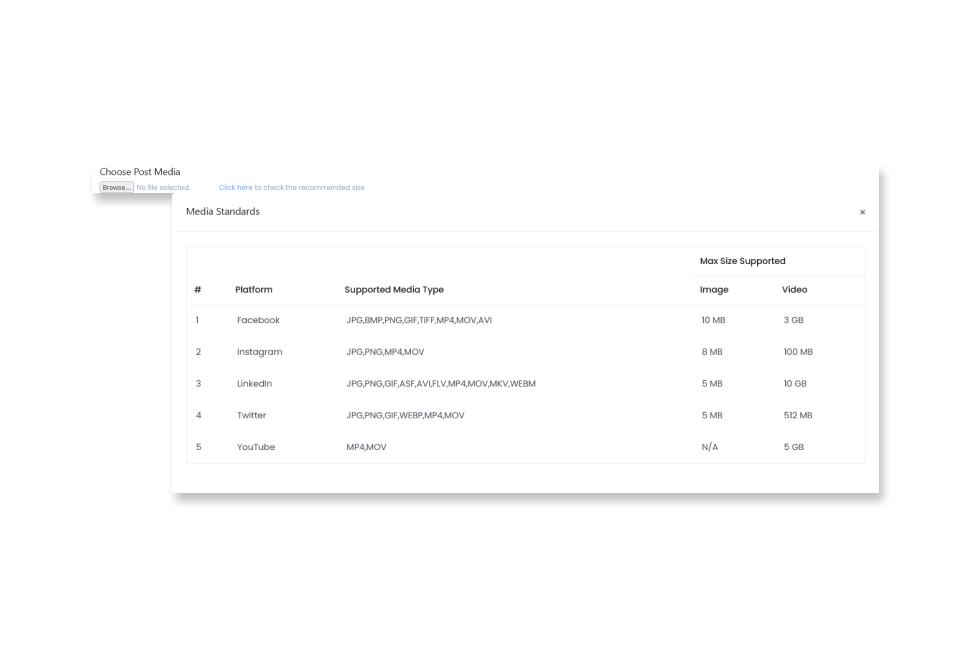 Choose Post Media
Browse... No file selected. Click here to check the recommended size
Media Standards ×
Max Size Supported
# Platform Supported Media Type Image Video
1 Facebook JPG,BMP,PNG,GIF,TIFF,MP4,MOV,AVI 10 MB 3 GB
2 Instagram JPG,PNG,MP4,MOV 8 MB 100 MB
3 LinkedIn JPG,PNG,GIF,ASF,AVI,FLV,MP4,MOV,MKV,WEBM 5 MB 10 GB
4 Twitter JPG,PNG,GIF,WEBP,MP4,MOV 5 MB 512 MB
5 YouTube MP4,MOV N/A 5 GB